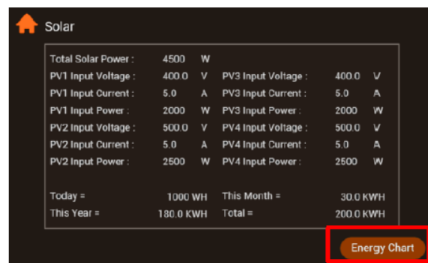 Solar
Total Solar Power : 4500 W
PV1 Input Voltage : 400.0 V PV3 Input Voltage : 400.0 V
PV1 Input Current : 5.0 A PV3 Input Current : 5.0 A
PV1 Input Power : 2000 W PV3 Input Power : 2000 W
PV2 Input Voltage : 500.0 V PV4 Input Voltage : 500.0 V
PV2 Input Current : 5.0 A PV4 Input Current : 5.0 A
PV2 Input Power : 2500 W PV4 Input Power : 2500 W
Today = 1000 WH This Month = 30.0 KWH
This Year = 180.0 KWH Total = 200.0 KWH
Energy Chart